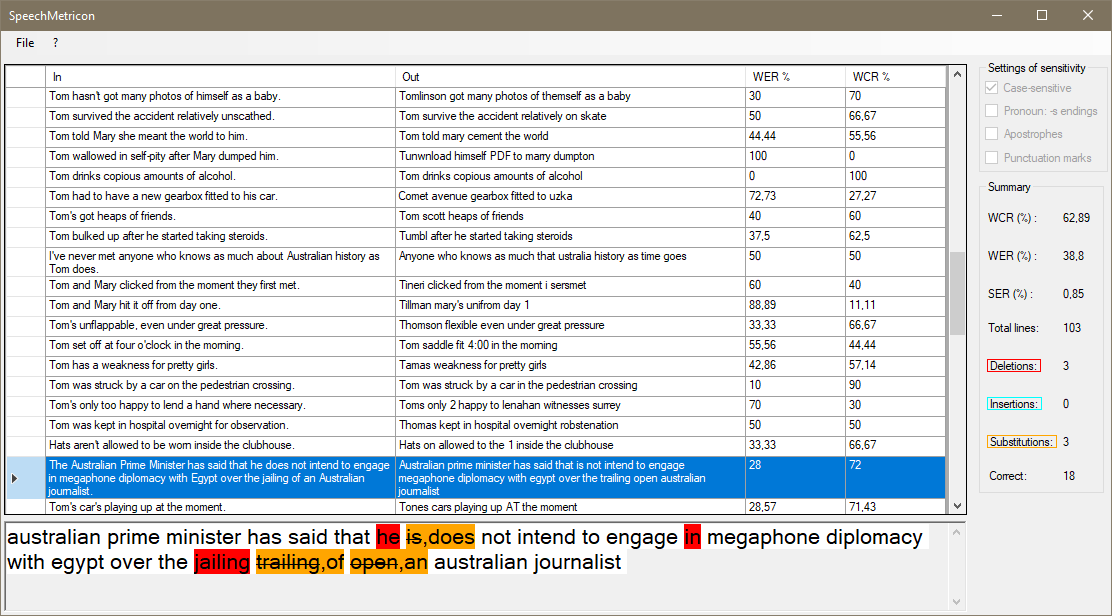 SpeechMetricon
File ?
In Out WER % WCR %
Tom hasn't got many photos of himself as a baby. Tomlinson got many photos of themself as a baby 30 70
Tom survived the accident relatively unscathed. Tom survive the accident relatively on skate 50 66,67
Tom told Mary she meant the world to him. Tom told mary cement the world 44,44 55,56
Tom wallowed in self-pity after Mary dumped him. Tunwnload himself PDF to marry dumpton 100 0
Tom drinks copious amounts of alcohol. Tom drinks copious amounts of alcohol 0 100
Tom had to have a new gearbox fitted to his car. Comet avenue gearbox fitted to uzka 72,73 27,27
Tom's got heaps of friends. Tom scott heaps of friends 40 60
Tom bulked up after he started taking steroids. Tumbl after he started taking steroids 37,5 62,5
I've never met anyone who knows as much about Australian history as Anyone who knows as much that ustralia history as time goes 50 50
Tom does.
Tom and Mary clicked from the moment they first met. Tineri clicked from the moment i sersmet 60 40
Tom and Mary hit it off from day one. Tillman mary's unifrom day 1 88,89 11,11
Tom's unflappable, even under great pressure. Thomson flexible even under great pressure 33,33 66,67
Tom set off at four o'clock in the morning. Tom saddle fit 4:00 in the morning 55,56 44,44
Tom has a weakness for pretty girls. Tamas weakness for pretty girls 42,86 57,14
Tom was struck by a car on the pedestrian crossing. Tom was struck by a car in the pedestrian crossing 10 90
Tom's only too happy to lend a hand where necessary. Toms only 2 happy to lenahan witnesses surrey 70 30
Tom was kept in hospital overnight for observation. Thomas kept in hospital overnight robstenation 50 50
Hats aren't allowed to be worn inside the clubhouse. Hats on allowed to the 1 inside the clubhouse 33,33 66,67
The Australian Prime Minister has said that he does not intend to engage Australian prime minister has said that is not intend to engage 28 72
in megaphone diplomacy with Egypt over the jailing of an Australian megaphone diplomacy with egypt over the trailing open australian
journalist. journalist
Tom's car's playing up at the moment. Tones cars playing up AT the moment 28,57 71,43
australian prime minister has said that he is,does not intend to engage in megaphone diplomacy
with egypt over the jailing trailing,of open,an australian journalist
Settings of sensitivity
Case-sensitive
Pronoun: -s endings
Apostrophes
Punctuation marks
Summary
WCR (%) : 62,89
WER (%) : 38,8
SER (%) : 0,85
Total lines: 103
Deletions: 3
Insertions: 0
Substitutions: 3
Correct: 18